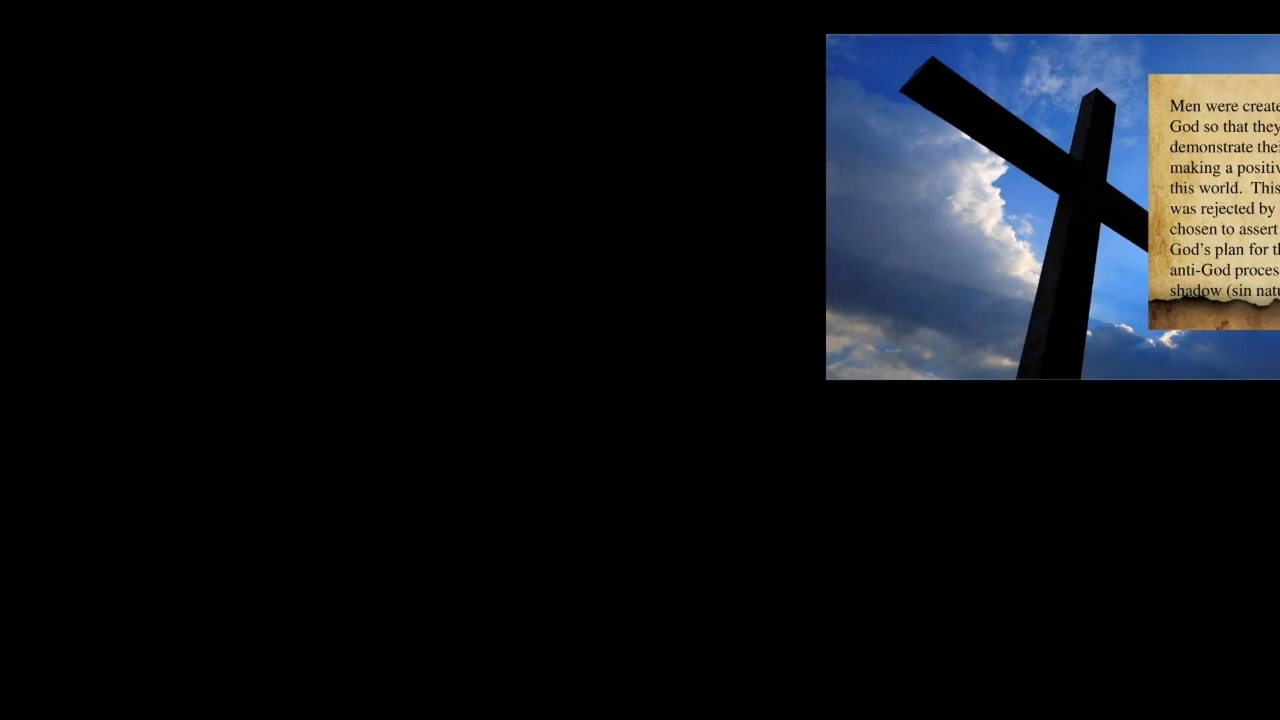 Men were create
God so that they
demonstrate thei
making a positiv
this world. This
was rejected by
chosen to assert
God's plan for th
anti-God proces
shadow (sin natu